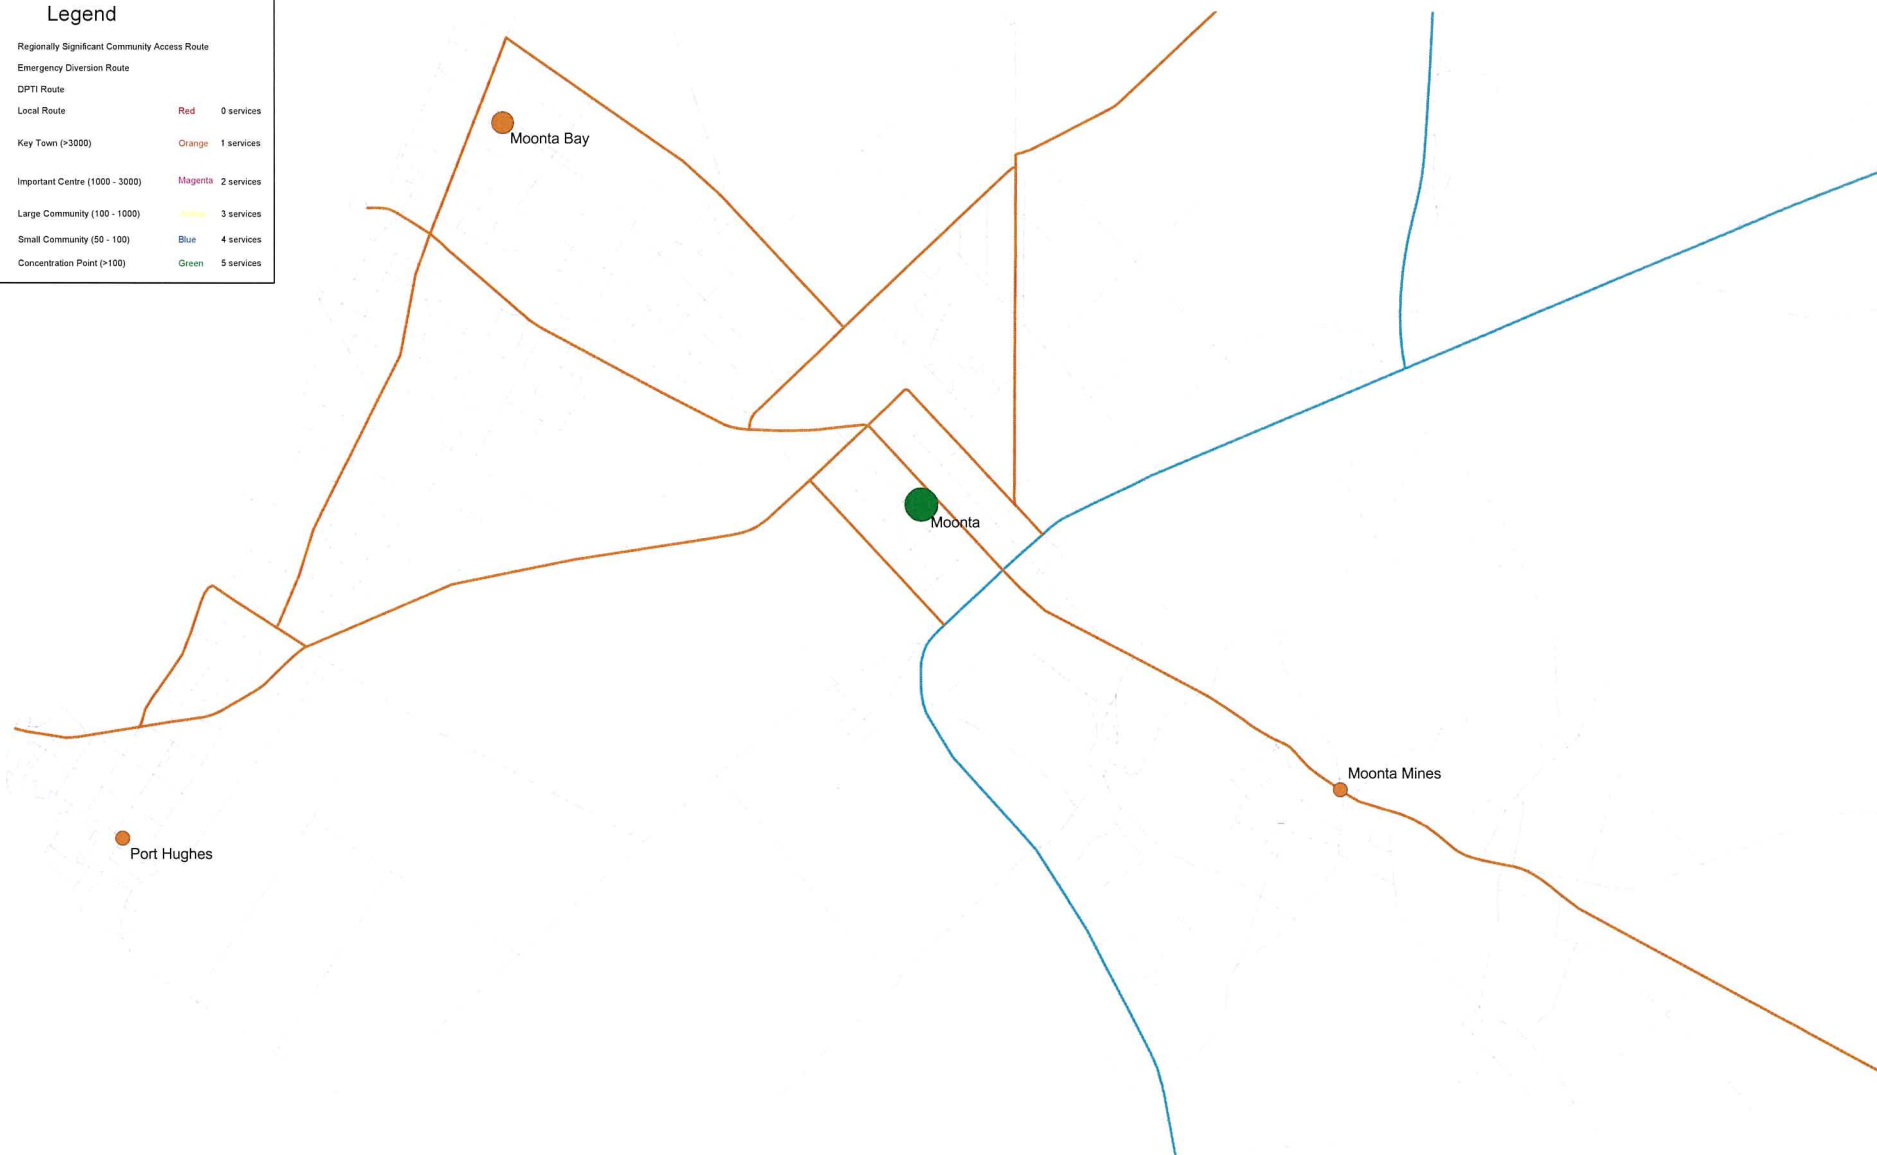 Legend
Regionally Significant Community Access Route
Emergency Diversion Route
DPTI Route
Local Route Red 0 services
Key Town (>3000) Orange 1 services
Important Centre (1000 - 3000) Magenta 2 services
Large Community (100 - 1000) 3 services
Small Community (50 - 100) Blue 4 services
Concentration Point (>100) Green 5 services
Moonta Bay
Moonta
Moonta Mines
Port Hughes